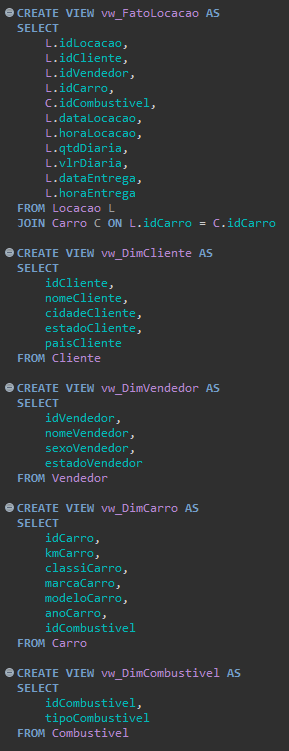 CREATE VIEW vw_FatoLocacao AS
SELECT
L.idLocacao,
L.idCliente,
L.idVendedor,
L.idCarro,
C.idCombustivel,
L.dataLocacao,
L.horaLocacao,
L.qtdDiaria,
L.vlrDiaria,
L.dataEntrega,
L.horaEntrega
FROM Locacao L
JOIN Carro C ON L.idCarro = C.idCarro
CREATE VIEW vw_DimCliente AS
SELECT
idCliente,
nomeCliente,
cidadeCliente,
estadoCliente,
paisCliente
FROM Cliente
CREATE VIEW vw_DimVendedor AS
SELECT
idVendedor,
nomeVendedor,
sexoVendedor,
estadoVendedor
FROM Vendedor
CREATE VIEW vw_DimCarro AS
SELECT
idCarro,
kmCarro,
classiCarro,
marcaCarro,
modeloCarro,
anoCarro,
idCombustivel
FROM Carro
CREATE VIEW vw_DimCombustivel AS
SELECT
idCombustivel,
tipoCombustivel
FROM Combustivel